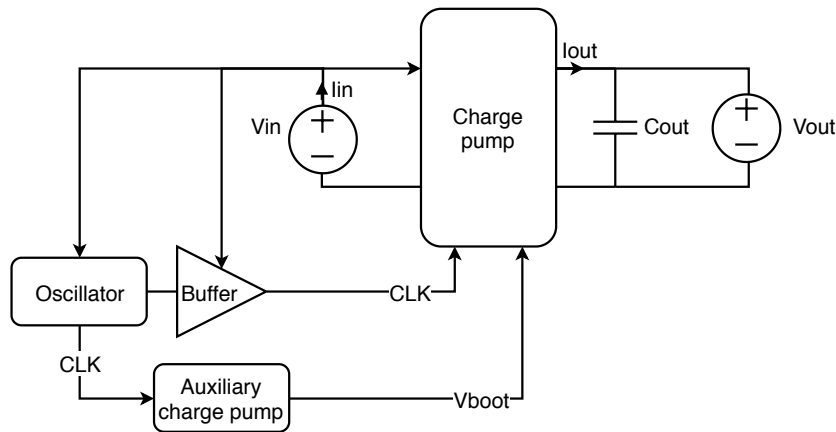 Iout
Iin
Vin
Charge
pump
Cout
Vout
Oscillator
Buffer
CLK
CLK
Auxiliary
charge pump
Vboot